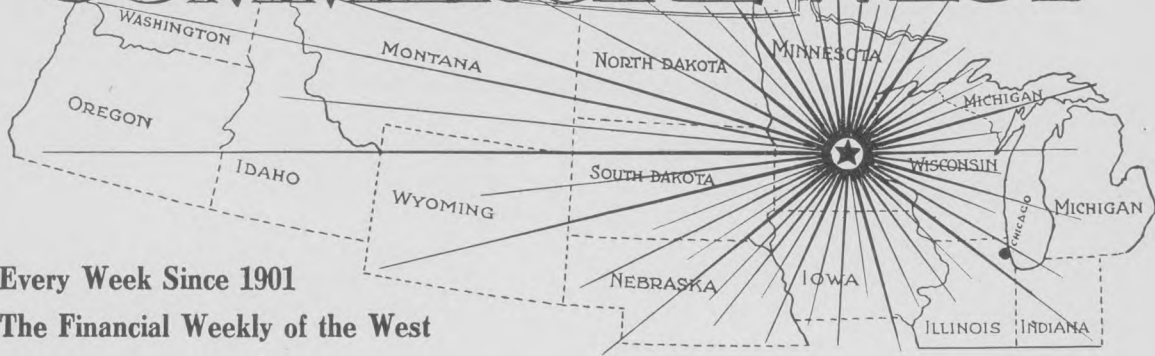 WASHINGTON
MONTANA
NORTH DAKOTA
MINNESOTA
OREGON
MICHIGAN
IDAHO
WYOMING
SOUTH DAKOTA
WISCONSIN
CHICAGO
MICHIGAN
NEBRASKA
IOWA
ILLINOIS
INDIANA
Every Week Since 1901
The Financial Weekly of the West